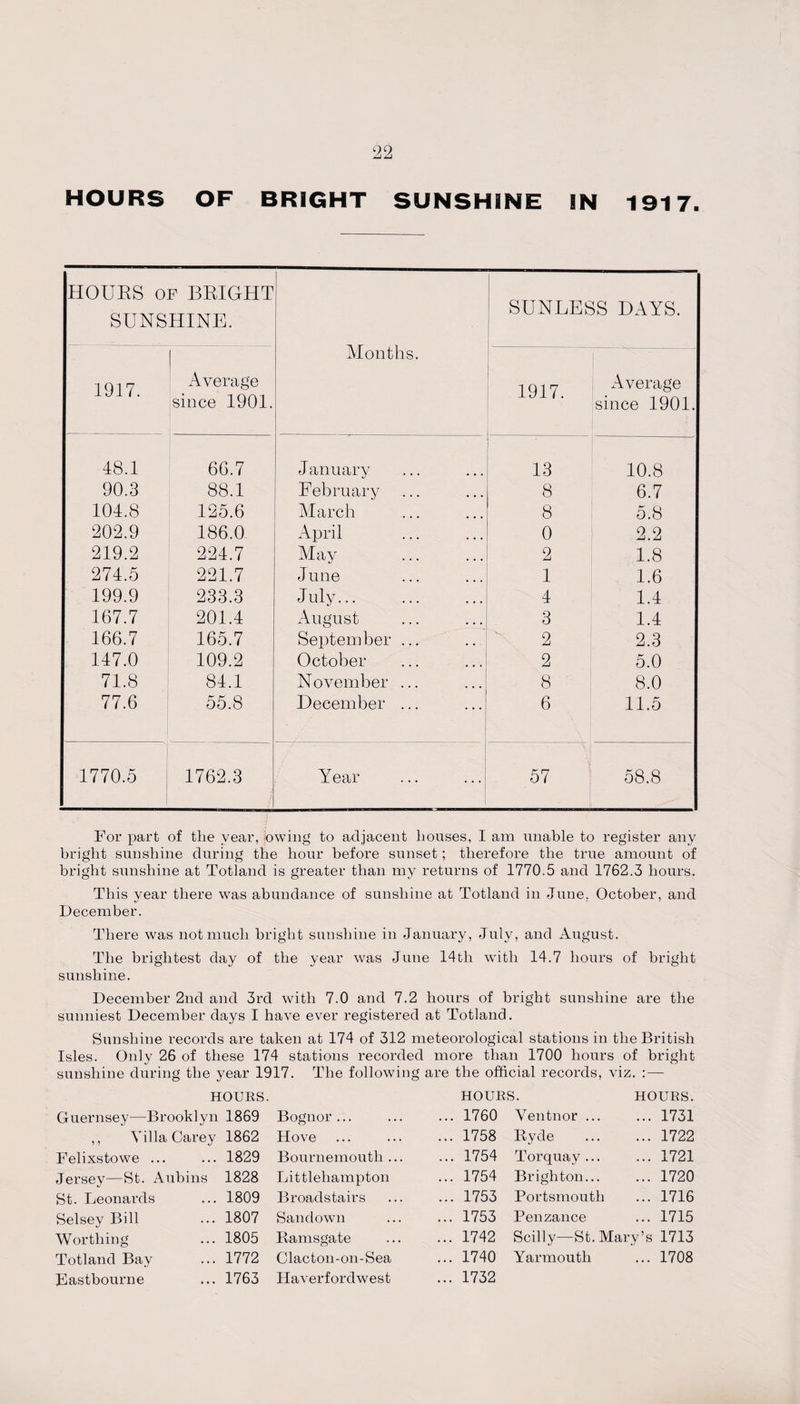 22
HOURS OF BRIGHT SUNSHINE IN 1917.
HOURS OF BRIGHT SUNSHINE. Months. SUNLESS DAYS.
1917. Average since 1901. 1917. Average since 1901.
48.1 66.7 January ... ... 13 10.8
90.3 88.1 February ... ... 8 6.7
104.8 125.6 March ... ... 8 5.8
202.9 186.0 April ... ... 0 2.2
219.2 224.7 May ... ... 2 1.8
274.5 221.7 June ... ... 1 1.6
199.9 233.3 July... ... ... 4 1.4
167.7 201.4 August ... ... 3 1.4
166.7 165.7 September ... .. 2 2.3
147.0 109.2 October ... ... 2 5.0
71.8 84.1 November ... ... 8 8.0
77.6 55.8 December ... ... 6 11.5
1770.5 1762.3 Year ... ... 57 58.8
For part of the year, owing to adjacent houses, I am unable to register any
bright sunshine during the hour before sunset; therefore the true amount of
bright sunshine at Totland is greater than my returns of 1770.5 and 1762.3 hours.
This year there was abundance of sunshine at Totland in June, October, and
December.
There was not much bright sunshine in January, July, and August.
The brightest day of the year was June 14th with 14.7 hours of bright
sunshine.
December 2nd and 3rd with 7.0 and 7.2 hours of bright sunshine are the
sunniest December days I have ever registered at Totland.
Sunshine records are taken at 174 of 312 meteorological stations in the British
Isles. Only 26 of these 174 stations recorded more than 1700 hours of bright
sunshine during the year 1917. The following are the official records, viz. :—
HOURS. HOURS. HOURS.
Guernsey—Brooklyn 1869 Bognor ... ... ... 1760 Ventnor ... ... 1731
,, Villa Carey 1862 Hove ... ... ... 1758 Ryde ... ... 1722
Felixstowe ... ... 1829 Bournemouth ... ... 1754 Torquay ... ... 1721
Jersey—St. Aubins 1828 Littlehampton ... 1754 Brighton... ... 1720
St. Leonards ... 1809 Broadstairs ... ... 1753 Portsmouth ... 1716
Selsey Bill ... 1807 Sandown ... ... 1753 Penzance ... 1715
Worthing ... 1805 Ramsgate ... ... 1742 Scilly—St. Mary's 1713
Totland Bay ... 1772 Clacton-on-Sea ... 1740 Yarmouth ... 1708
Eastbourne ... 1763 Haverfordwest ... 1732